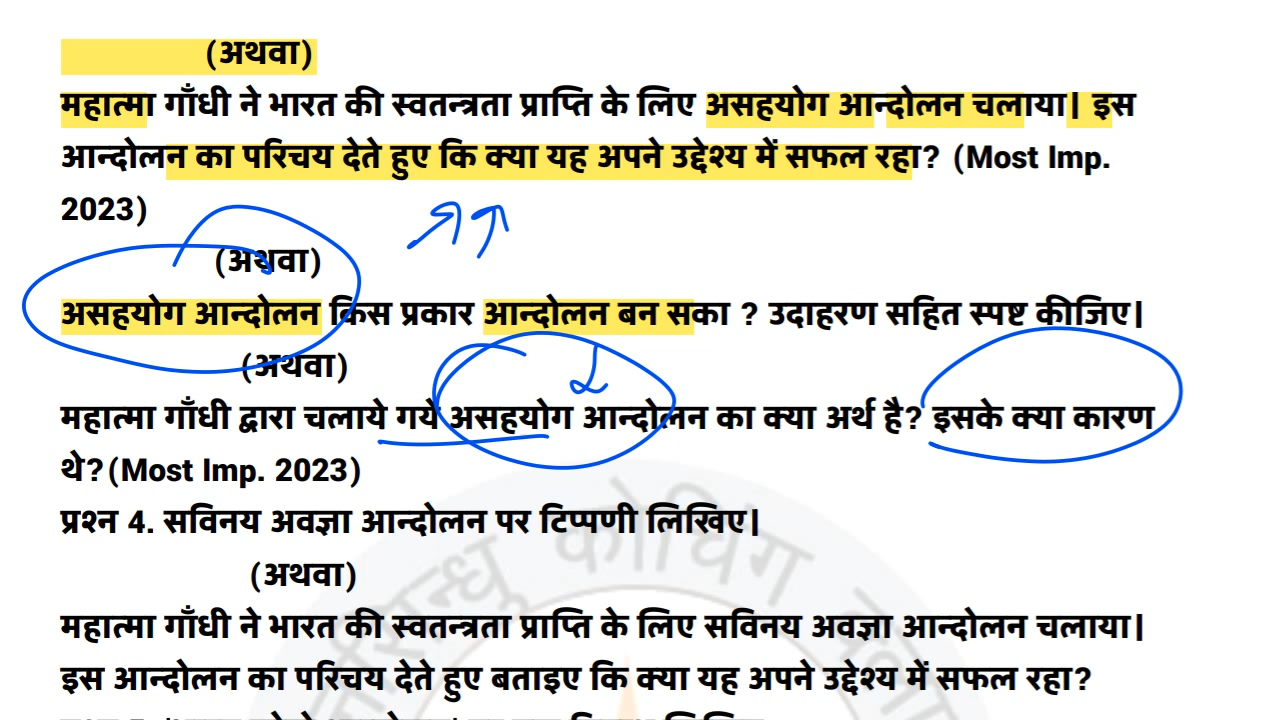 (अथवा)
महात्मा गाँधी ने भारत की स्वतन्त्रता प्राप्ति के लिए असहयोग आन्दोलन चलाया| इस
आन्दोलन का परिचय देते हुए कि क्या यह अपने उद्देश्य में सफल रहा? (Most Imp.
2023)
(अथवा)
असहयोग आन्दोलन किस प्रकार आन्दोलन बन सका ? उदाहरण सहित स्पष्ट कीजिए|
(अथवा)
महात्मा गाँधी द्वारा चलाये गये असहयोग आन्दोलन का क्या अर्थ है? इसके क्या कारण
थे?(Most Imp. 2023)
प्रश्न 4. सविनय अवज्ञा आन्दोलन पर टिप्पणी लिखिए|
(अथवा)
महात्मा गाँधी ने भारत की स्वतन्त्रता प्राप्ति के लिए सविनय अवज्ञा आन्दोलन चलाया|
इस आन्दोलन का परिचय देते हुए बताइए कि क्या यह अपने उद्देश्य में सफल रहा?